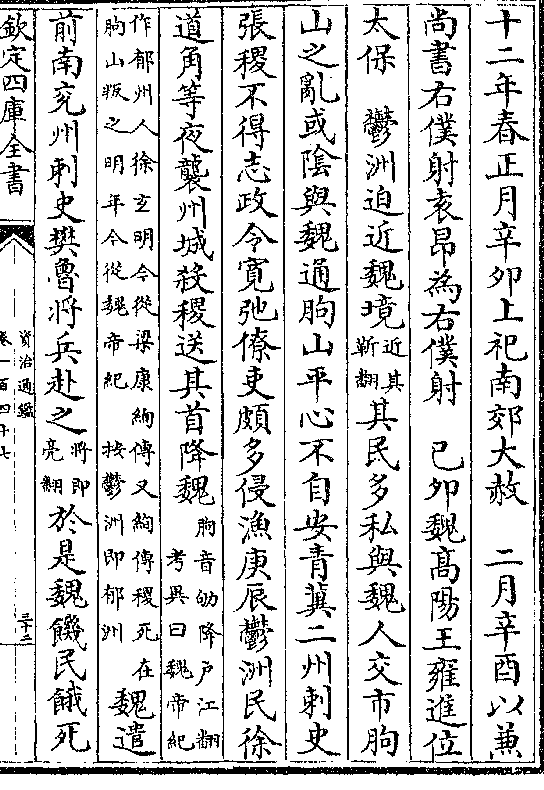 十二年春正月辛卯上祀南郊大赦　二月辛酉以兼
尚書右僕射袁昂為右僕射　己卯魏髙陽王雍進位
太保　鬱洲迫近魏境近其靳翻其民多私與魏人交市朐
山之亂或陰與魏通朐山平心不自安青冀二州刺史
張稷不得志政令寛弛僚吏頗多侵漁庚辰鬱洲民徐
道角等夜襲州城殺稷送其首降魏朐音劬降戸江翻考異曰魏帝紀
作郁州人徐玄明今從梁康絢傳又絢傳稷死在朐山叛之明年今從魏帝紀　按鬱洲即郁洲魏遣
前南兖州刺史樊魯將兵赴之將即亮翻於是魏饑民餓死
欽定四庫全書
資治通鑑
卷一百四十七
三十二